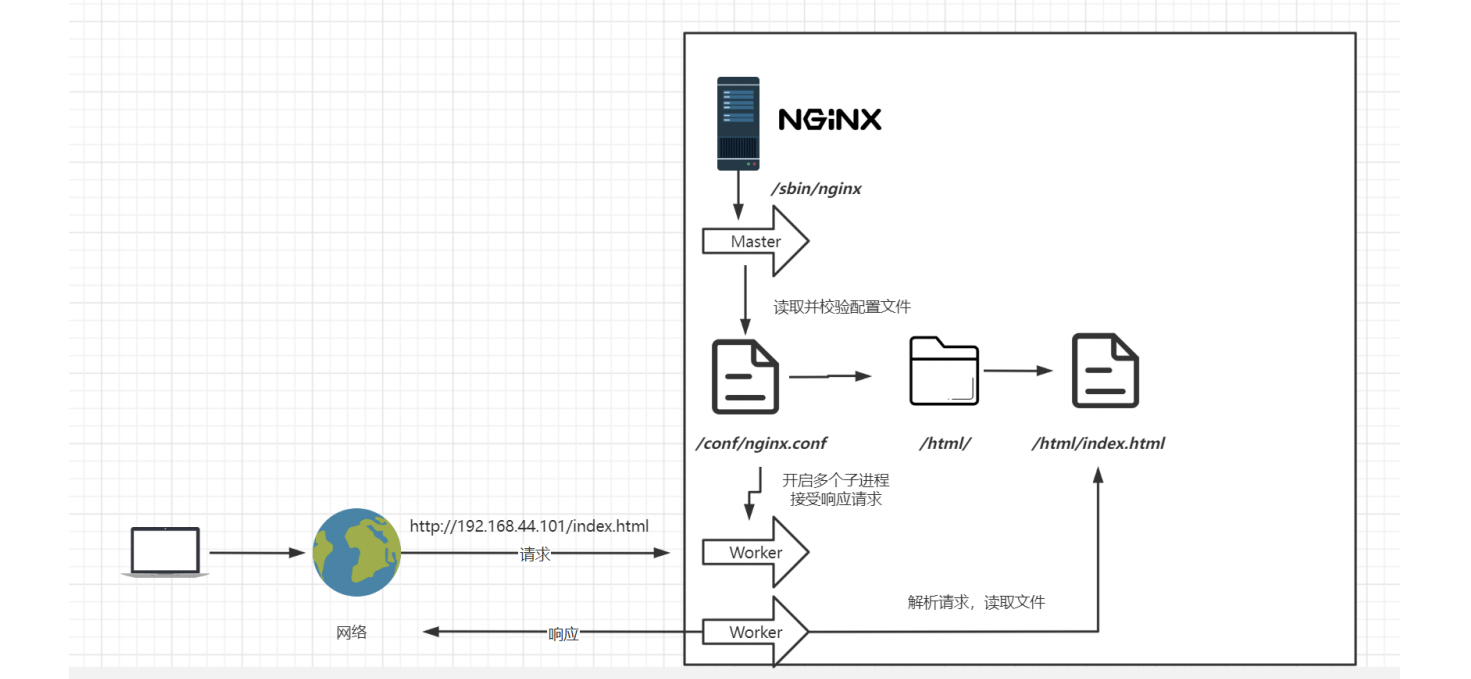 NGiNX
/sbin/nginx
Master
读取并校验配置文件
/conf/nginx.conf
/html/
/html/index.html
开启多个子进程
接受响应请求
http://192.168.44.101/index.html
请求
Worker
解析请求，读取文件
网络
响应
Worker